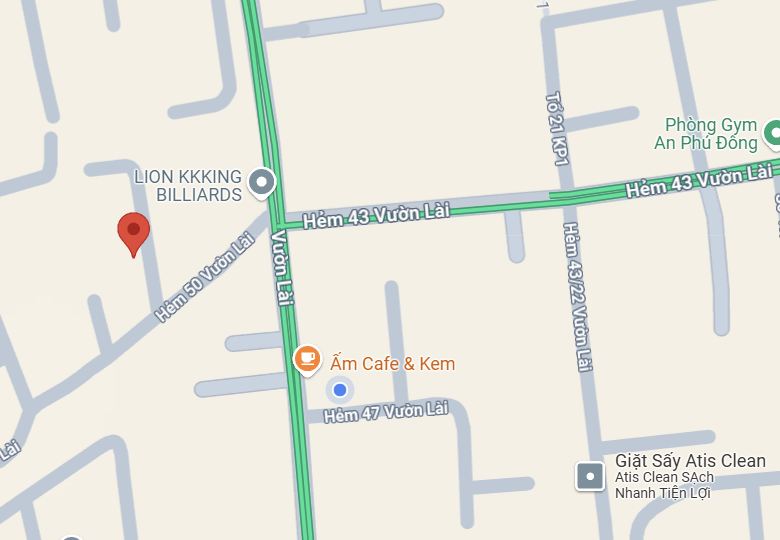 1
Tổ 21 KP1
Phòng Gym
An Phú Đông
LION KKKING
BILLIARDS
Hẻm 43 Vườn Lài
Hẻm 43 Vườn Lài
Hẻm 50 Vườn Lài
Vườn Lài
Hẻm 43/22 Vườn Lài
Ấm Cafe & Kem
Hẻm 47 Vườn Lài
Lài
Giặt Sấy Atis Clean
Atis Clean SAch
Nhanh TiỆn LợI